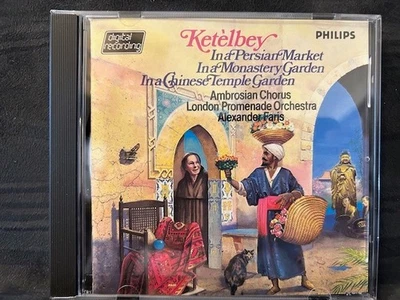 digital
recording
Ketèlbey
PHILIPS
In a Persian Market
In a Monastery Garden
In a Chinese Temple Garden
Ambrosian Chorus
London Promenade Orchestra
Alexander Faris